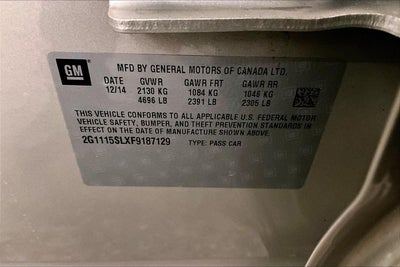 GM
MFD BY GENERAL MOTORS OF CANADA LTD.
DATE GVWR GAWR FRT GAWR RR
12/14 2130 KG 1084 KG 1046 KG
4696 LB 2391 LB 2305 LB
THIS VEHICLE CONFORMS TO ALL APPLICABLE U.S. FEDERAL MOTOR
VEHICLE SAFETY, BUMPER, AND THEFT PREVENTION STANDARDS IN
EFFECT ON THE DATE OF MANUFACTURE SHOWN ABOVE.
2G1115SLXF9187129 TYPE: PASS CAR